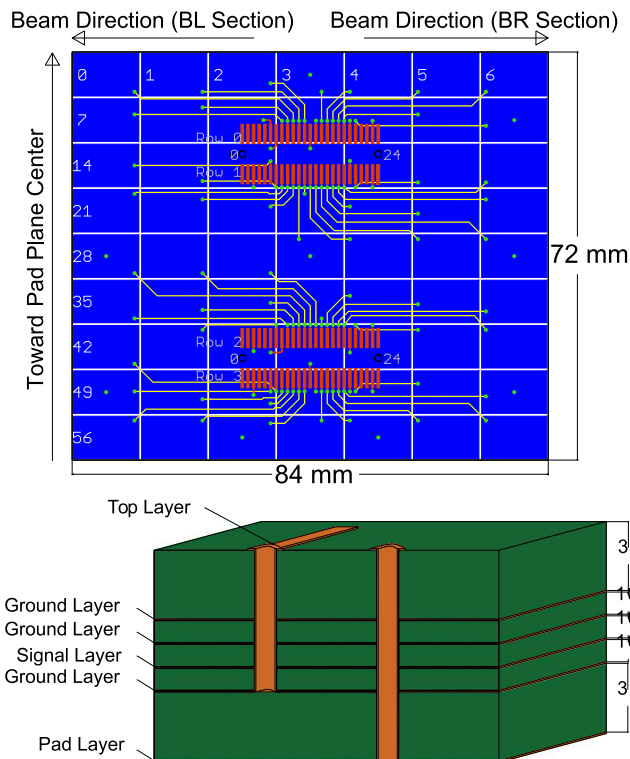 Beam Direction (BL Section) Beam Direction (BR Section)
Toward Pad Plane Center
0 1 2 3 4 5 6
7
Row 0
0 24
14
Row 1
21
28
72 mm
35
42
Row 2
0 24
Row 3
49
56
84 mm
Top Layer
3
Ground Layer
Ground Layer
Signal Layer
Ground Layer
3
Pad Layer